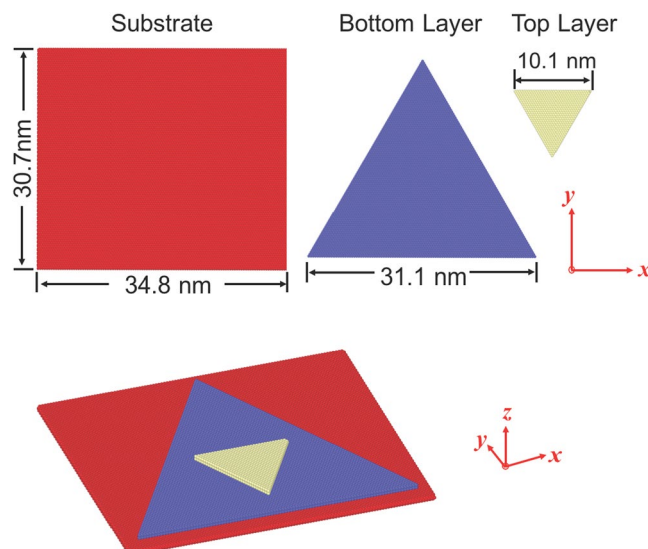 Substrate
Bottom Layer
Top Layer
10.1 nm
30.7nm
34.8 nm
31.1 nm
y
x
z
y
x